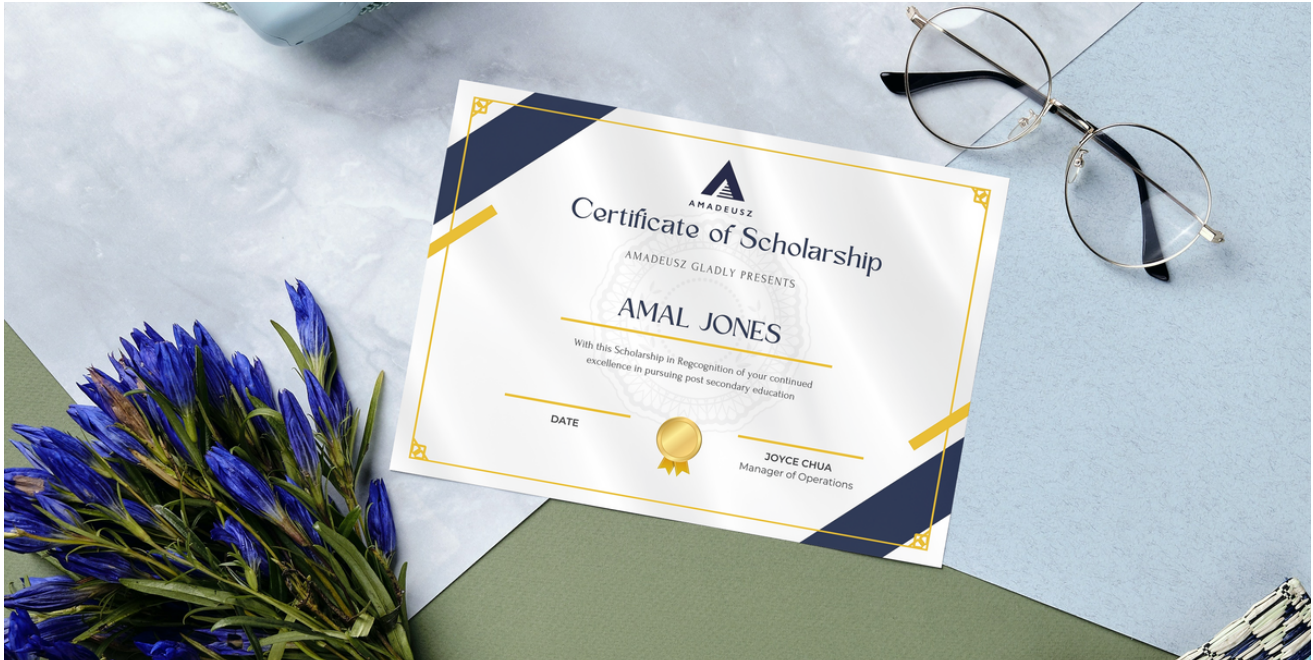 AMADEUSZ
Certificate of Scholarship
AMADEUSZ GLADLY PRESENTS
AMAL JONES
With this Scholarship in Regcognition of your continued
excellence in pursuing post secondary education
DATE
JOYCE CHUA
Manager of Operations